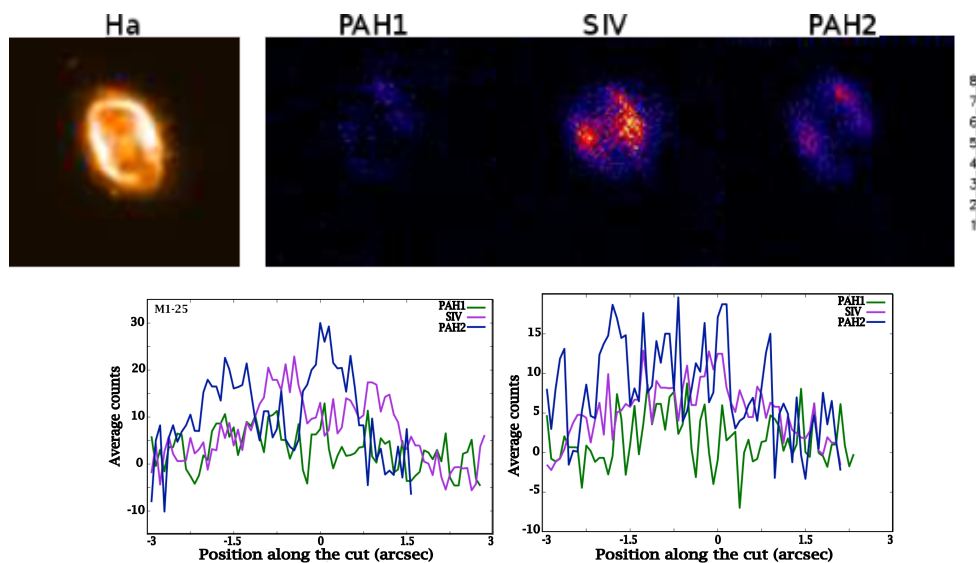 Ha PAH1 SIV PAH2
8
7
6
5
4
3
2
1
M1-25
PAH1
SIV
PAH2
30
20
10
0
-10
-3 -1.5 0 1.5 3
Average counts
Position along the cut (arcsec)
PAH1
SIV
PAH2
15
10
5
0
-5
-10
-3 -1.5 0 1.5 3
Average counts
Position along the cut (arcsec)